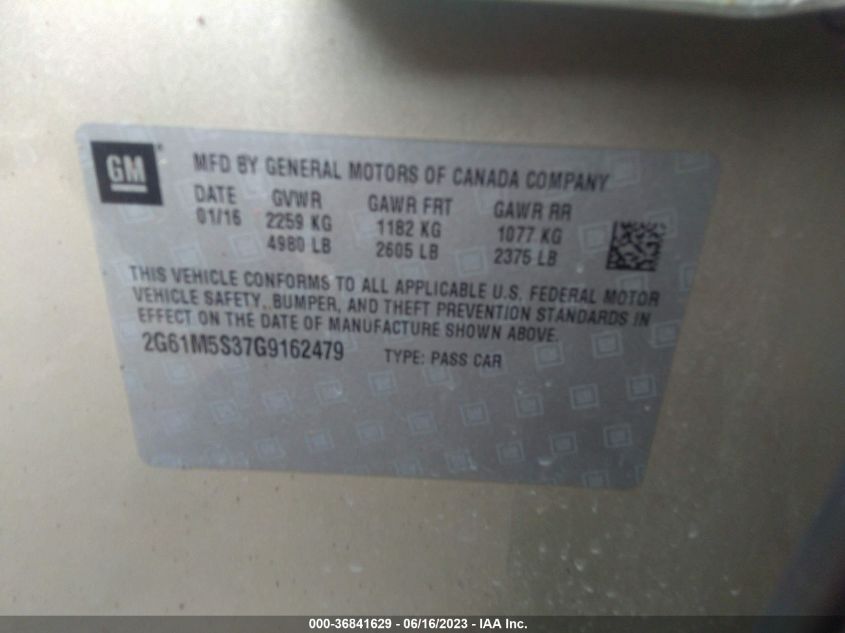 GM
MFD BY GENERAL MOTORS OF CANADA COMPANY
DATE GVWR GAWR FRT GAWR RR
01/16 2259 KG 1182 KG 1077 KG
4980 LB 2605 LB 2375 LB
THIS VEHICLE CONFORMS TO ALL APPLICABLE U.S. FEDERAL MOTOR
VEHICLE SAFETY, BUMPER, AND THEFT PREVENTION STANDARDS IN
EFFECT ON THE DATE OF MANUFACTURE SHOWN ABOVE.
2G61M5S37G9162479 TYPE: PASS CAR
000-36841629 - 06/16/2023 - IAA Inc.